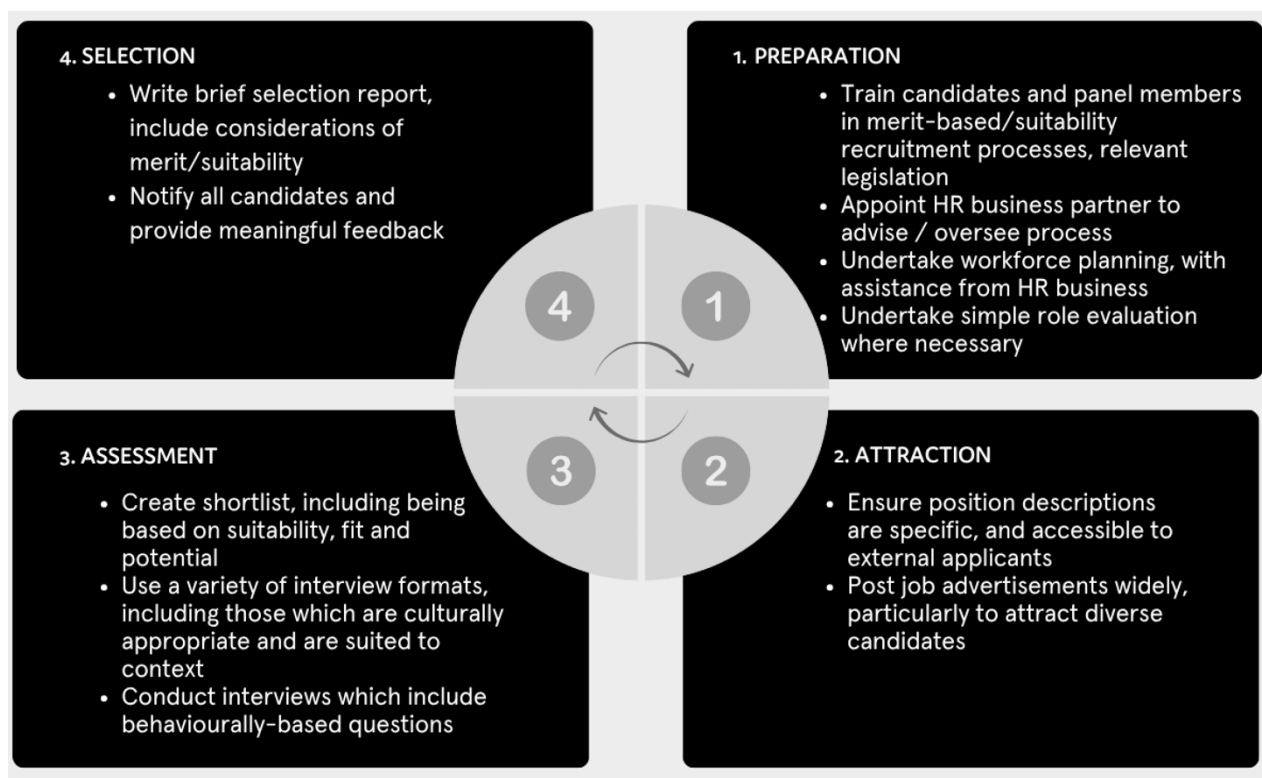 4. SELECTION
• Write brief selection report,
include considerations of
merit/suitability
• Notify all candidates and
provide meaningful feedback
1. PREPARATION
• Train candidates and panel members
in merit-based/suitability
recruitment processes, relevant
legislation
• Appoint HR business partner to
advise / oversee process
• Undertake workforce planning, with
assistance from HR business
• Undertake simple role evaluation
where necessary
4
1
3
2
3. ASSESSMENT
• Create shortlist, including being
based on suitability, fit and
potential
• Use a variety of interview formats,
including those which are culturally
appropriate and are suited to
context
• Conduct interviews which include
behaviourally-based questions
2. ATTRACTION
• Ensure position descriptions
are specific, and accessible to
external applicants
• Post job advertisements widely,
particularly to attract diverse
candidates